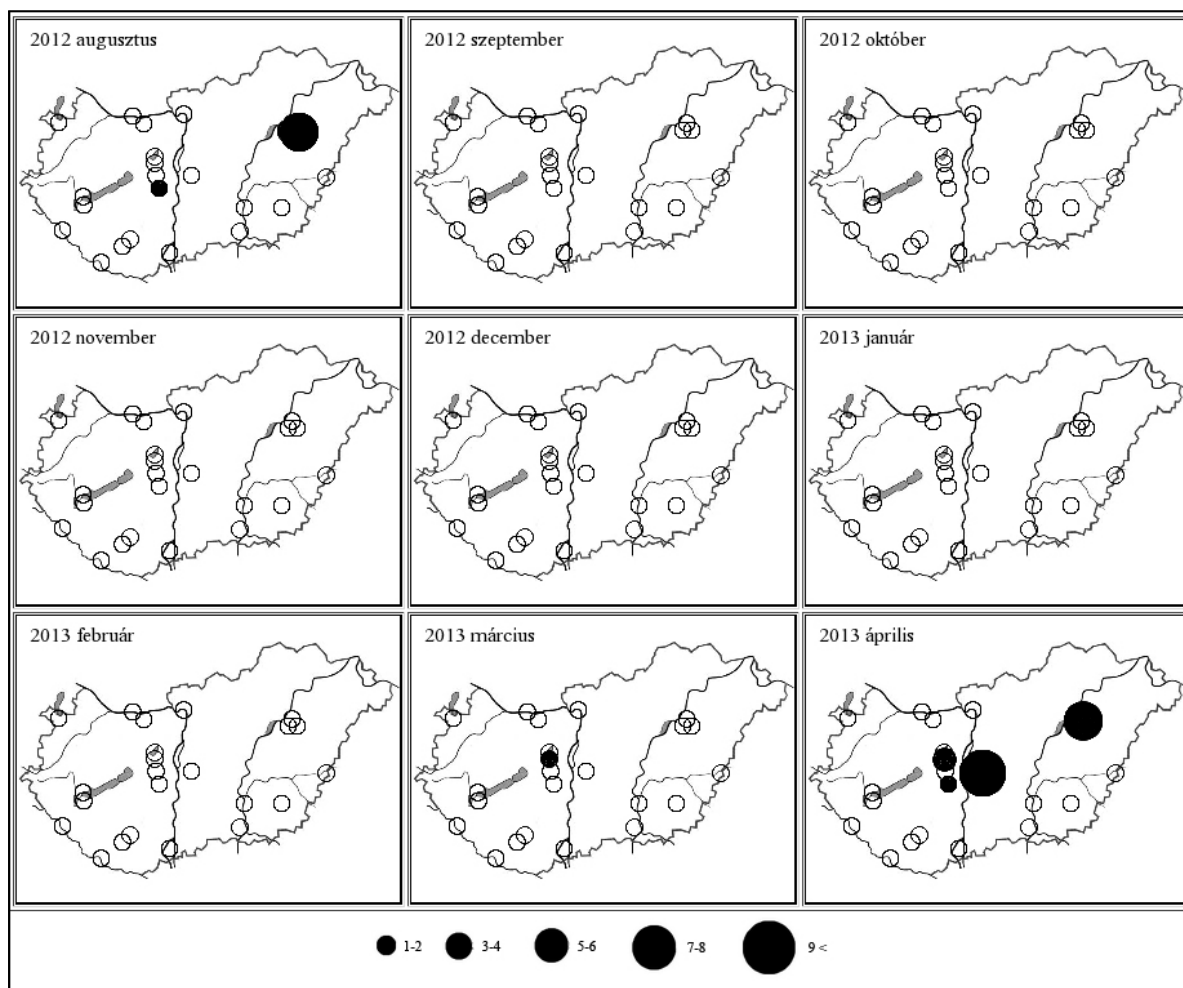 2012 augusztus
2012 szeptember
2012 október
2012 november
2012 december
2013 január
2013 február
2013 március
2013 április
1-2 3-4 5-6 7-8 9 <